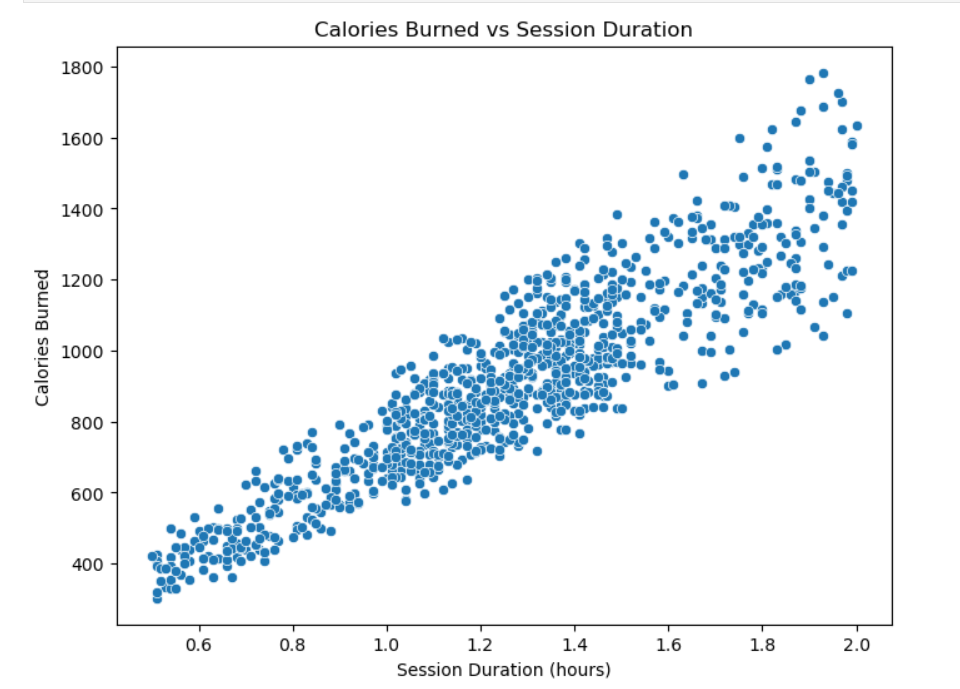 Calories Burned vs Session Duration
1800
1600
1400
1200
1000
800
600
400
Calories Burned
0.6 0.8 1.0 1.2 1.4 1.6 1.8 2.0
Session Duration (hours)